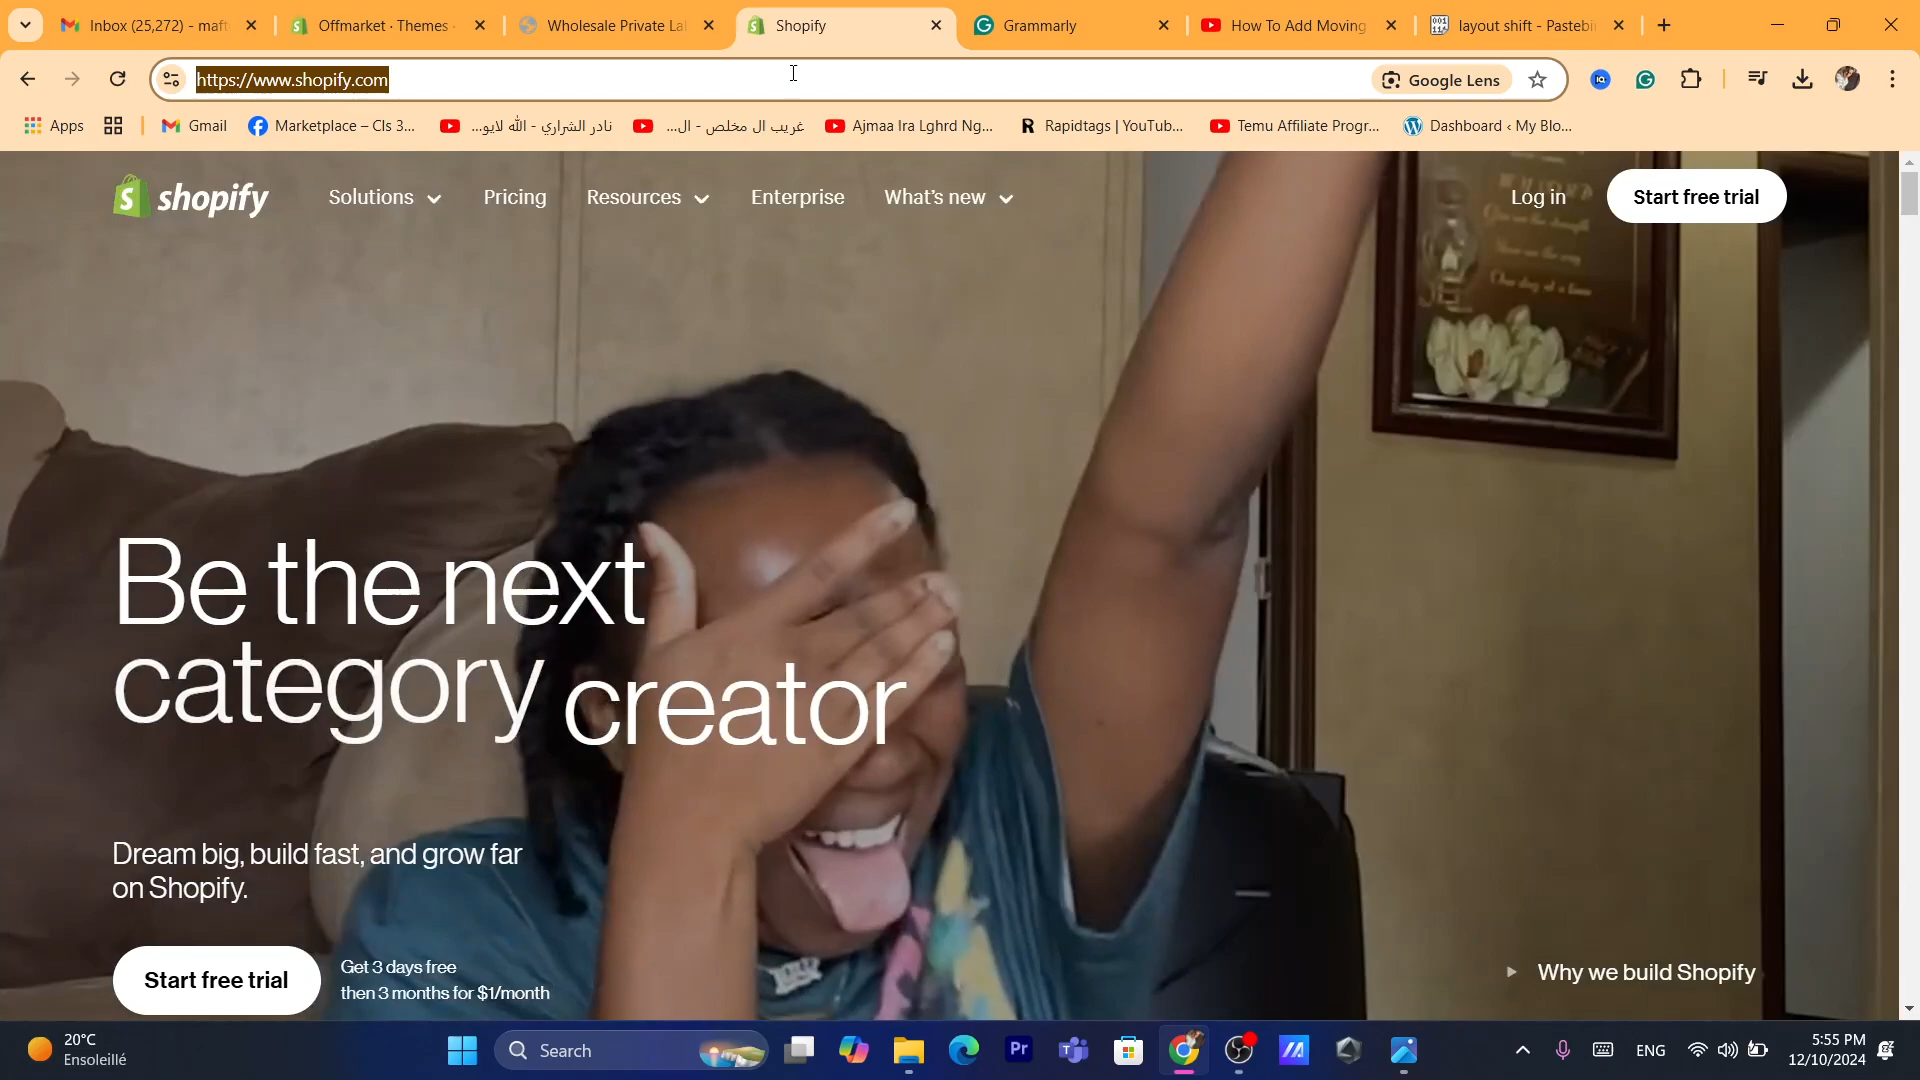 Inbox (25,272) - maft
Offmarket · Themes ·
Wholesale Private Lal
Shopify
Grammarly
How To Add Moving
layout shift - Pastebi
https://www.shopify.com
Google Lens
Apps
Gmail
Marketplace – Cls 3...
نادر الشراري - الله لايو...
غريب ال مخلص - ال...
Ajmaa Ira Lghrd Ng...
Rapidtags | YouTub...
Temu Affiliate Progr...
Dashboard ‹ My Blo...
shopify
Solutions
Pricing
Resources
Enterprise
What's new
Log in
Start free trial
Be the next
category creator
Dream big, build fast, and grow far
on Shopify.
Start free trial
Get 3 days free
then 3 months for $1/month
Why we build Shopify
20°C
Ensoleillé
Search
Pr
ENG
5:55 PM
12/10/2024